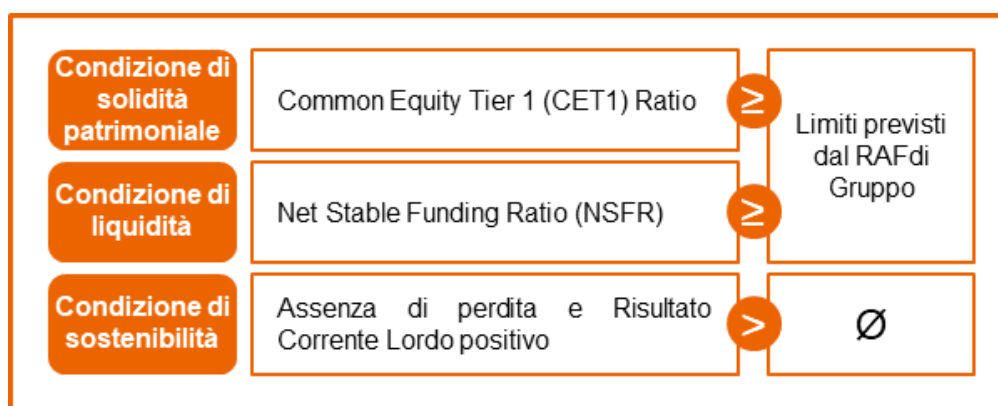 Condizione di
solidità
patrimoniale
Common Equity Tier 1 (CET1) Ratio
≥
Limiti previsti
dal RAFdi
Gruppo
Condizione di
liquidità
Net Stable Funding Ratio (NSFR)
≥
Condizione di
sostenibilità
Assenza di perdita e Risultato
Corrente Lordo positivo
>
Ø